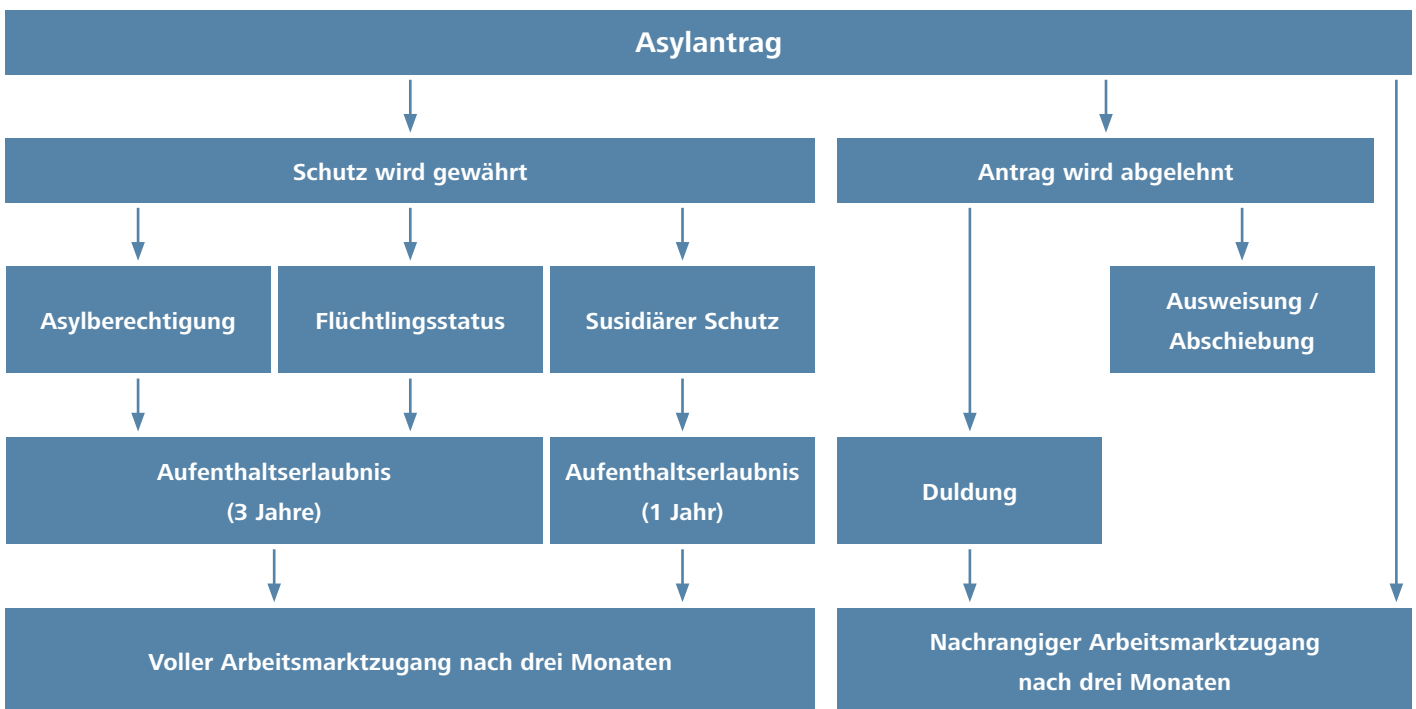 Asylantrag
Schutz wird gewährt
Antrag wird abgelehnt
Asylberechtigung
Flüchtlingsstatus
Susidiärer Schutz
Ausweisung /
Abschiebung
Aufenthaltserlaubnis
(3 Jahre)
Aufenthaltserlaubnis
(1 Jahr)
Duldung
Voller Arbeitsmarktzugang nach drei Monaten
Nachrangiger Arbeitsmarktzugang
nach drei Monaten